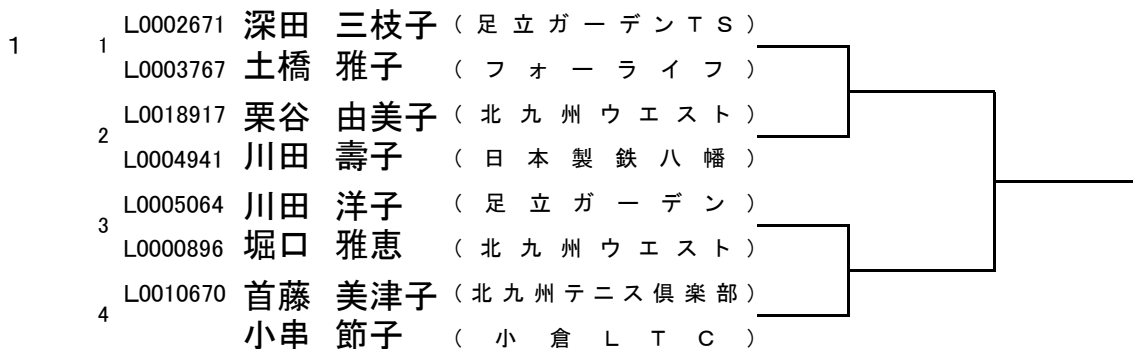 L0002671 深田 三枝子 (足立ガーデンTS)
1 1
L0003767 土橋 雅子 (フォーライフ)
L0018917 栗谷 由美子 (北九州ウエスト)
2
L0004941 川田 壽子 (日本製鉄八幡)
L0005064 川田 洋子 (足立ガーデン)
3
L0000896 堀口 雅恵 (北九州ウエスト)
L0010670 首藤 美津子 (北九州テニス倶楽部)
4
小串 節子 (小倉LTC)